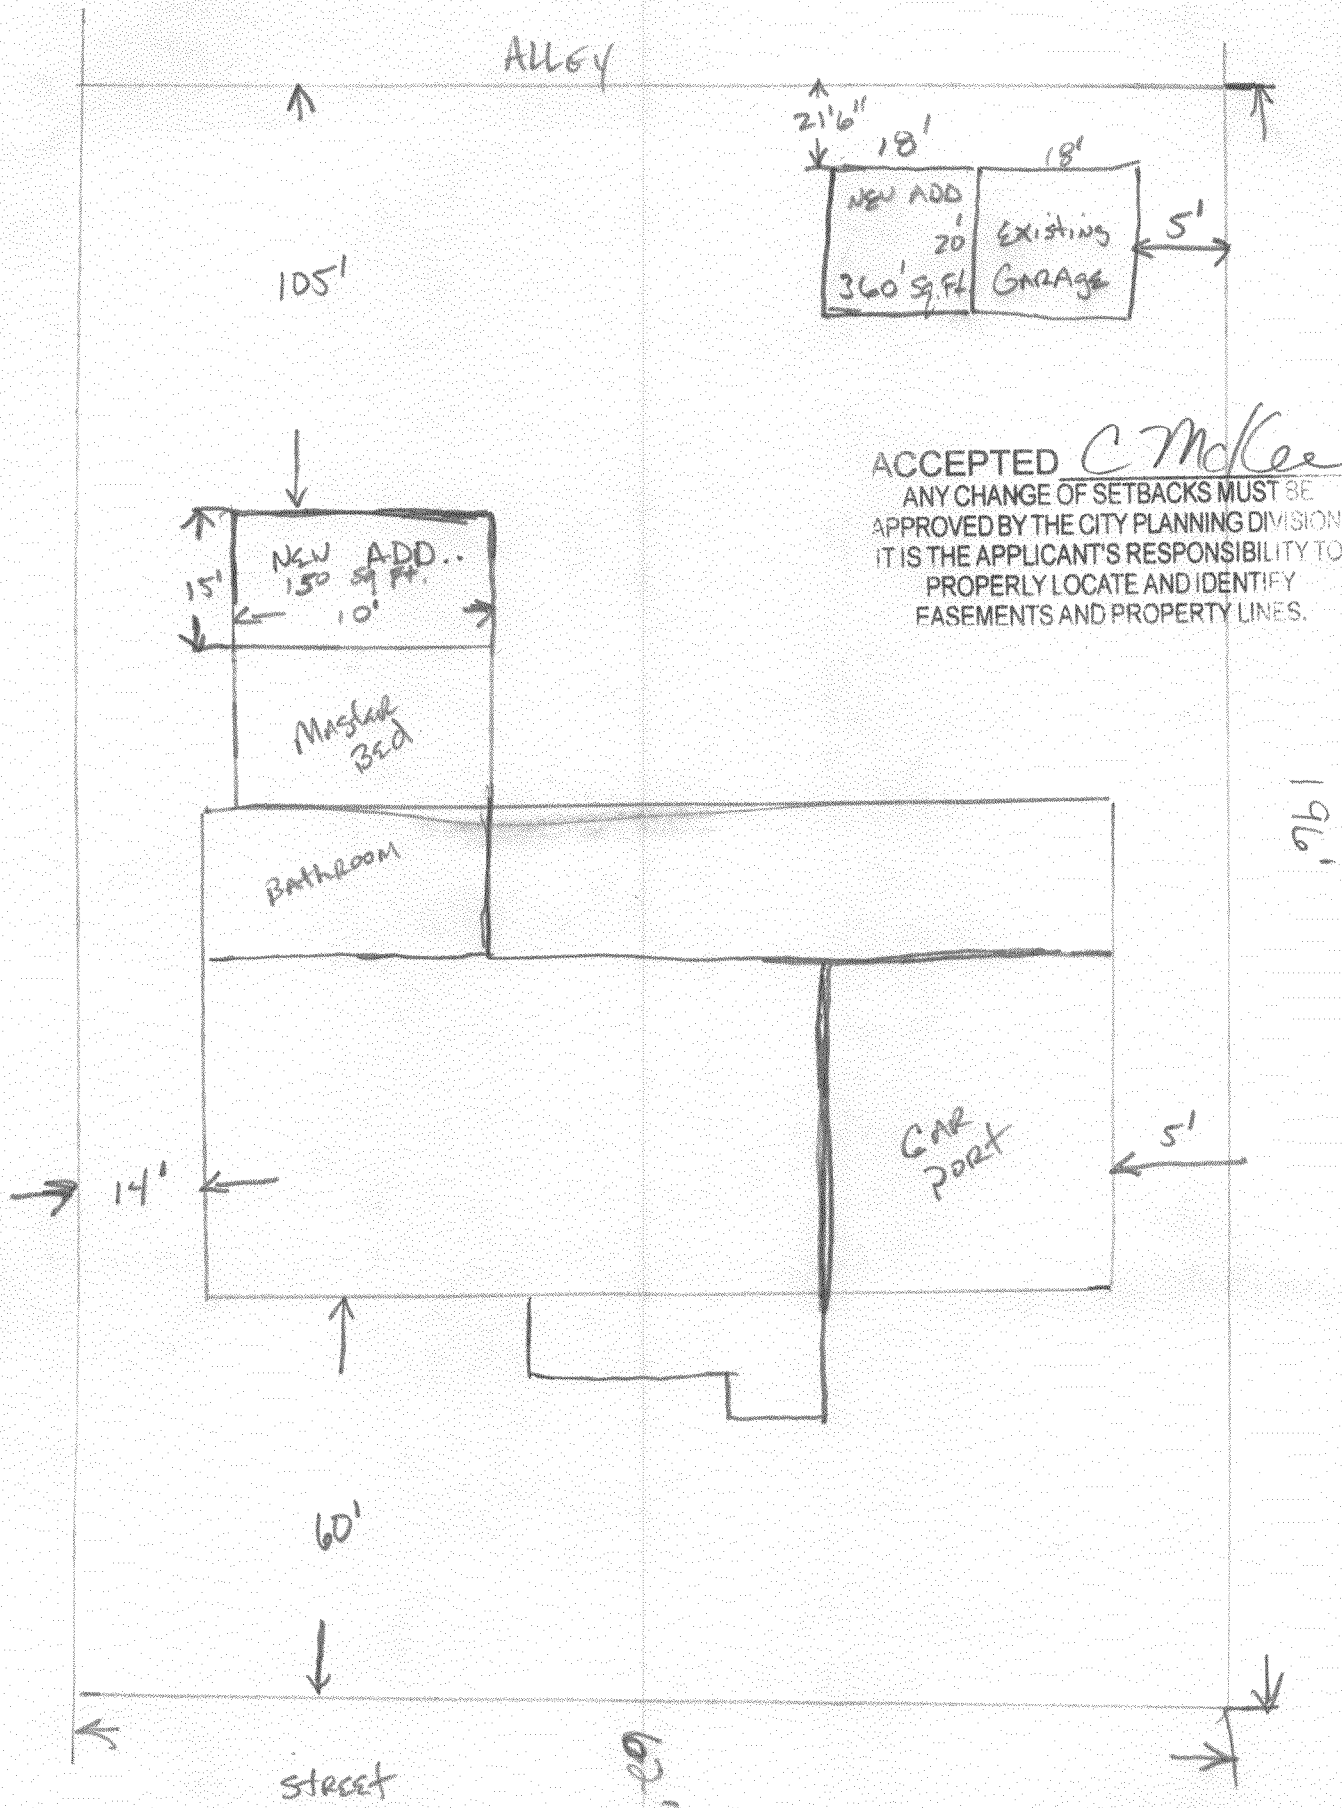 ALLEY
21'6"
18'
18'
NEW ADD
20'
360' Sq.Ft.
Existing
GARAGE
5'
105'
ACCEPTED C McKee
ANY CHANGE OF SETBACKS MUST BE
APPROVED BY THE CITY PLANNING DIVISION
IT IS THE APPLICANT'S RESPONSIBILITY TO
PROPERLY LOCATE AND IDENTIFY
EASEMENTS AND PROPERTY LINES.
NEW ADD..
150 Sq Ft.
15'
10'
Mastar
Bed
196'
BAthROOM
CAR
PORT
5'
14'
60'
StREEt